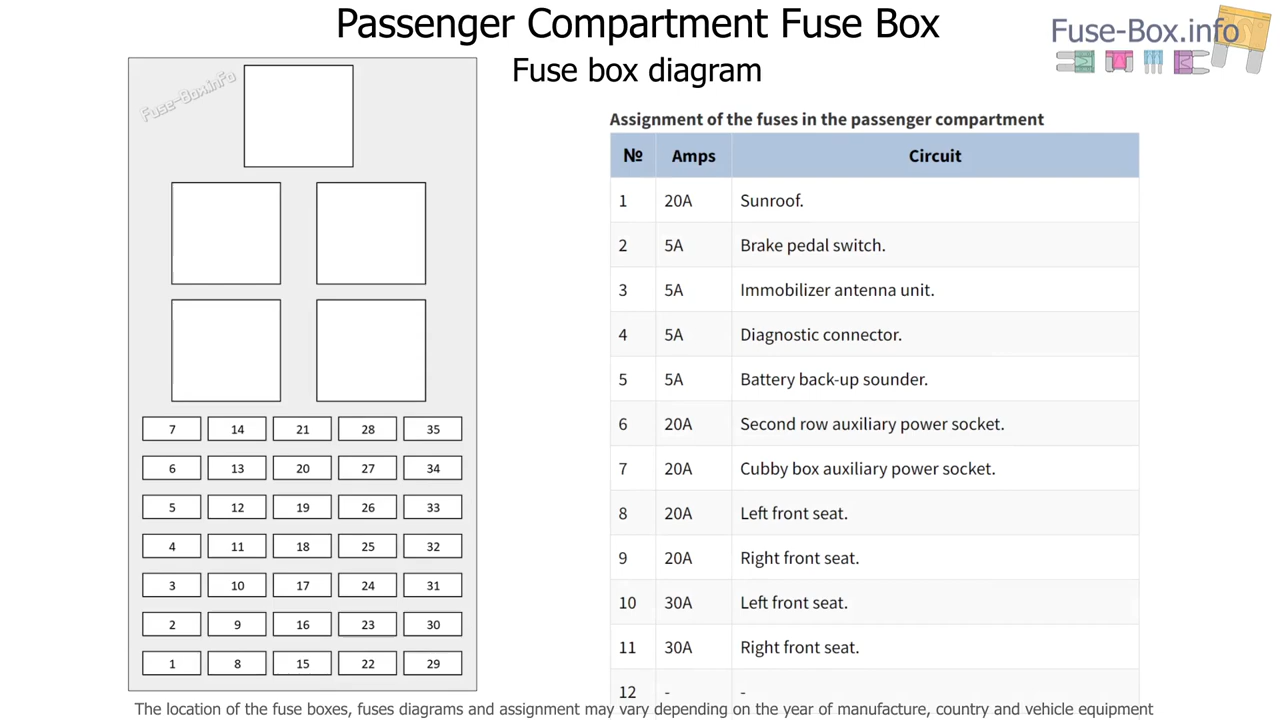 Passenger Compartment Fuse Box
Fuse box diagram
Fuse-Box.info
Fuse-Box.info
7 14 21 28 35
6 13 20 27 34
5 12 19 26 33
4 11 18 25 32
3 10 17 24 31
2 9 16 23 30
1 8 15 22 29
Assignment of the fuses in the passenger compartment
№ Amps Circuit
1 20A Sunroof.
2 5A Brake pedal switch.
3 5A Immobilizer antenna unit.
4 5A Diagnostic connector.
5 5A Battery back-up sounder.
6 20A Second row auxiliary power socket.
7 20A Cubby box auxiliary power socket.
8 20A Left front seat.
9 20A Right front seat.
10 30A Left front seat.
11 30A Right front seat.
12 - -
The location of the fuse boxes, fuses diagrams and assignment may vary depending on the year of manufacture, country and vehicle equipment